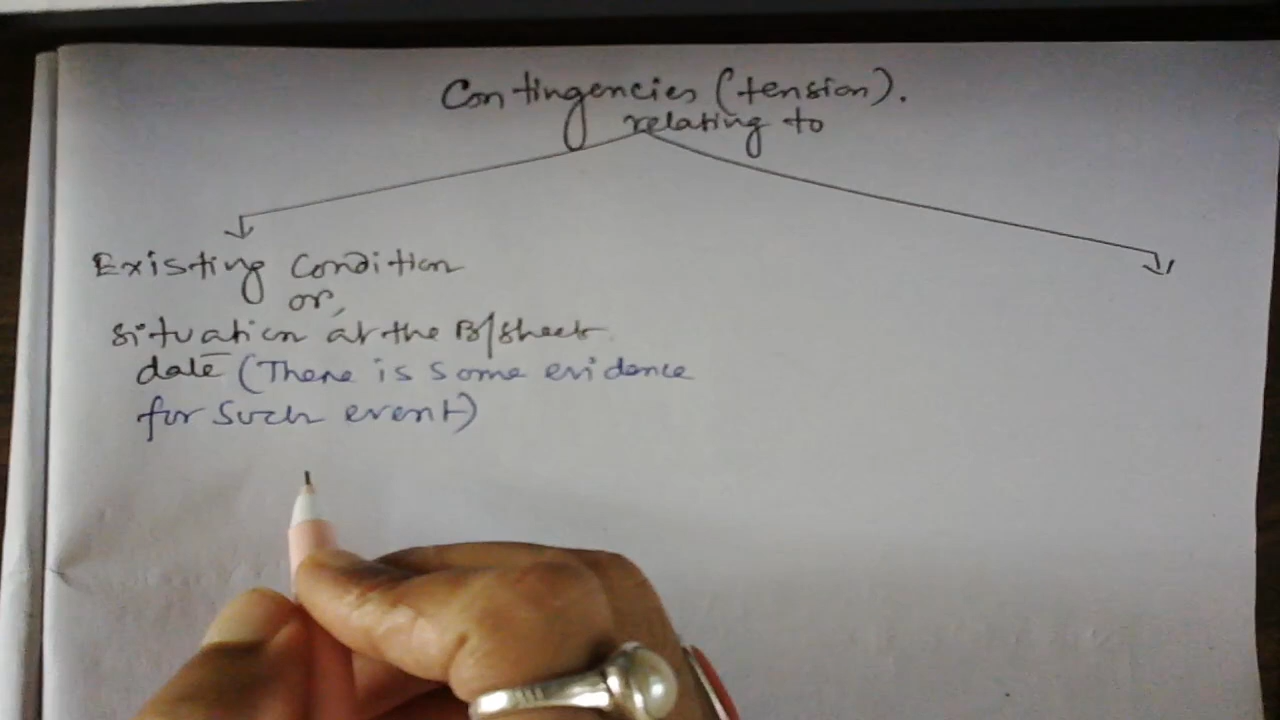 Contingencies (tension).
relating to
Existing Condition
or,
situation at the B/sheet
date (There is some evidence
for such event)